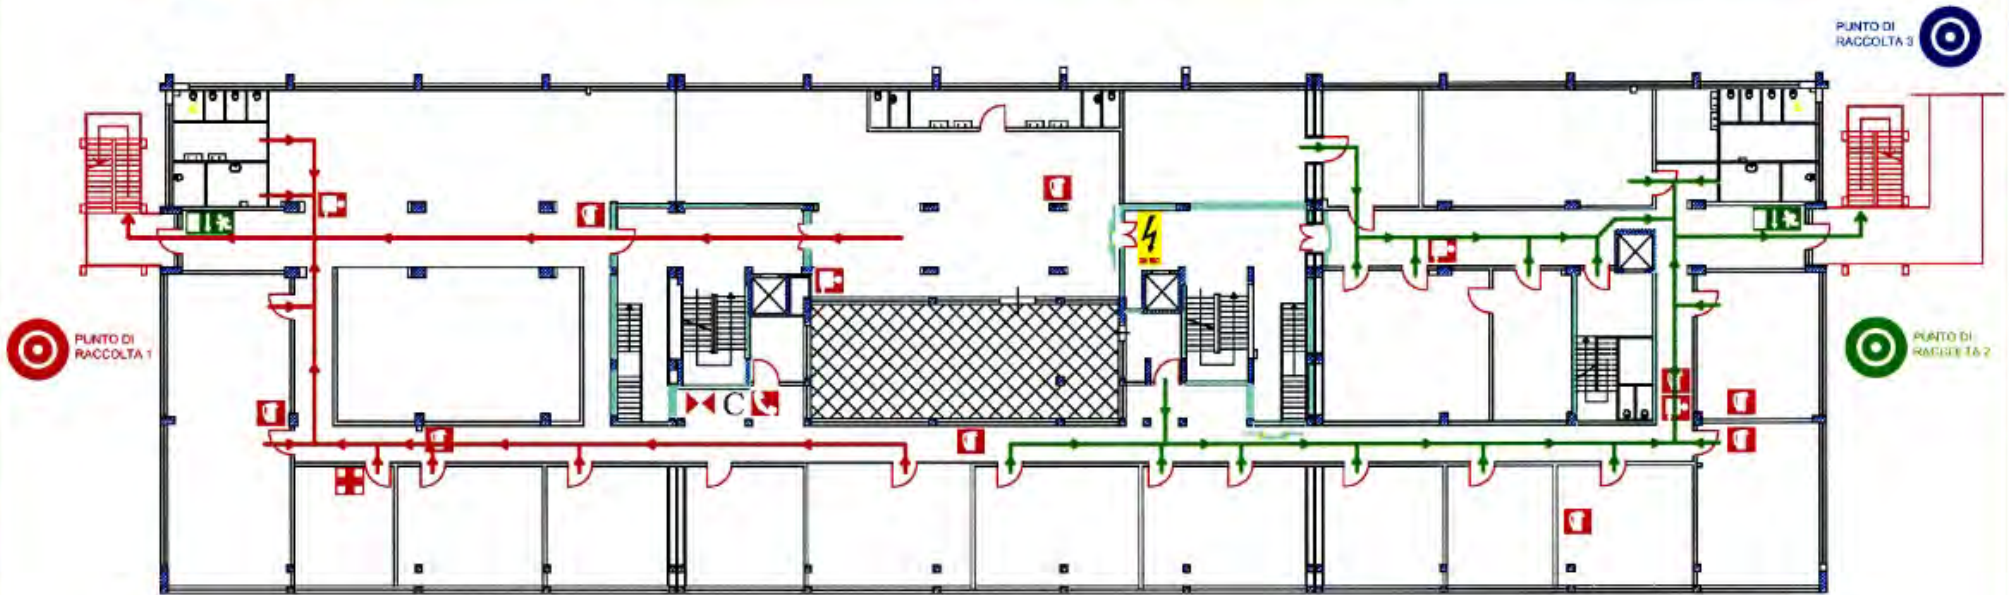 PUNTO DI
RACCOLTA 3
PUNTO DI
RACCOLTA 1
PUNTO DI
RACCOLTA 2
C